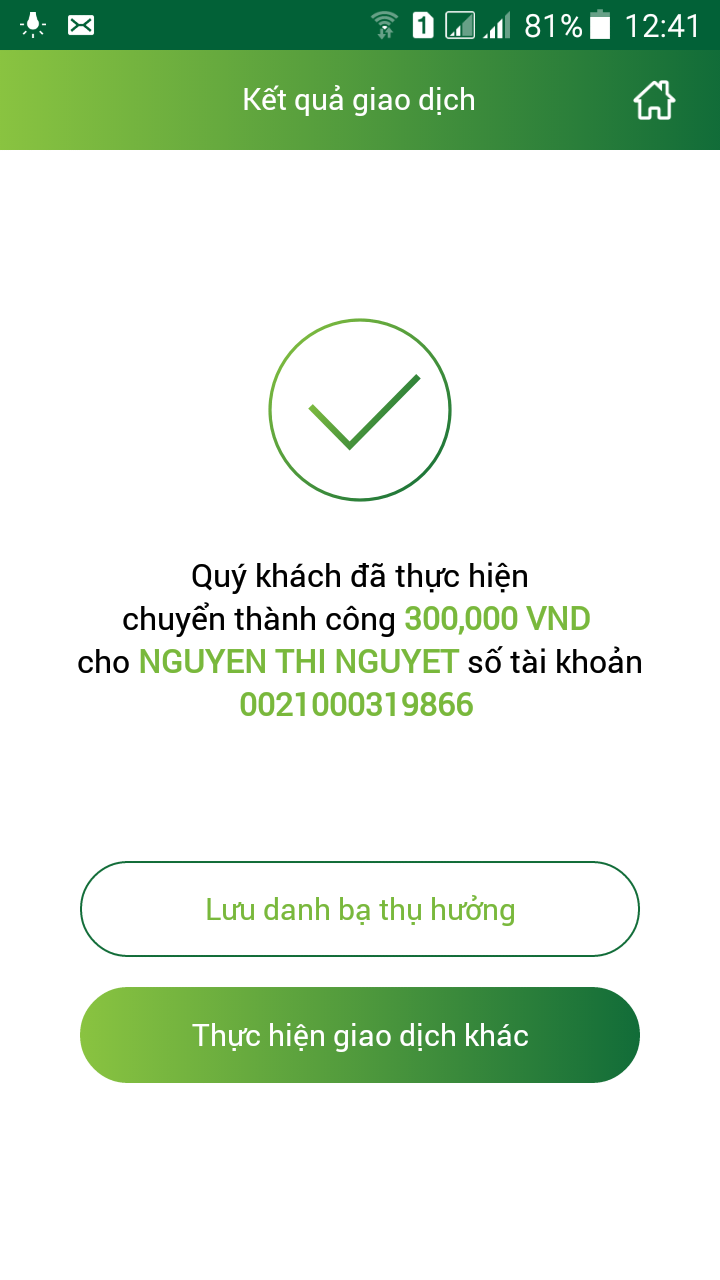 1 81% 12:41
Kết quả giao dịch
Quý khách đã thực hiện
chuyển thành công 300,000 VND
cho NGUYEN THI NGUYET số tài khoản
0021000319866
Lưu danh bạ thụ hưởng
Thực hiện giao dịch khác